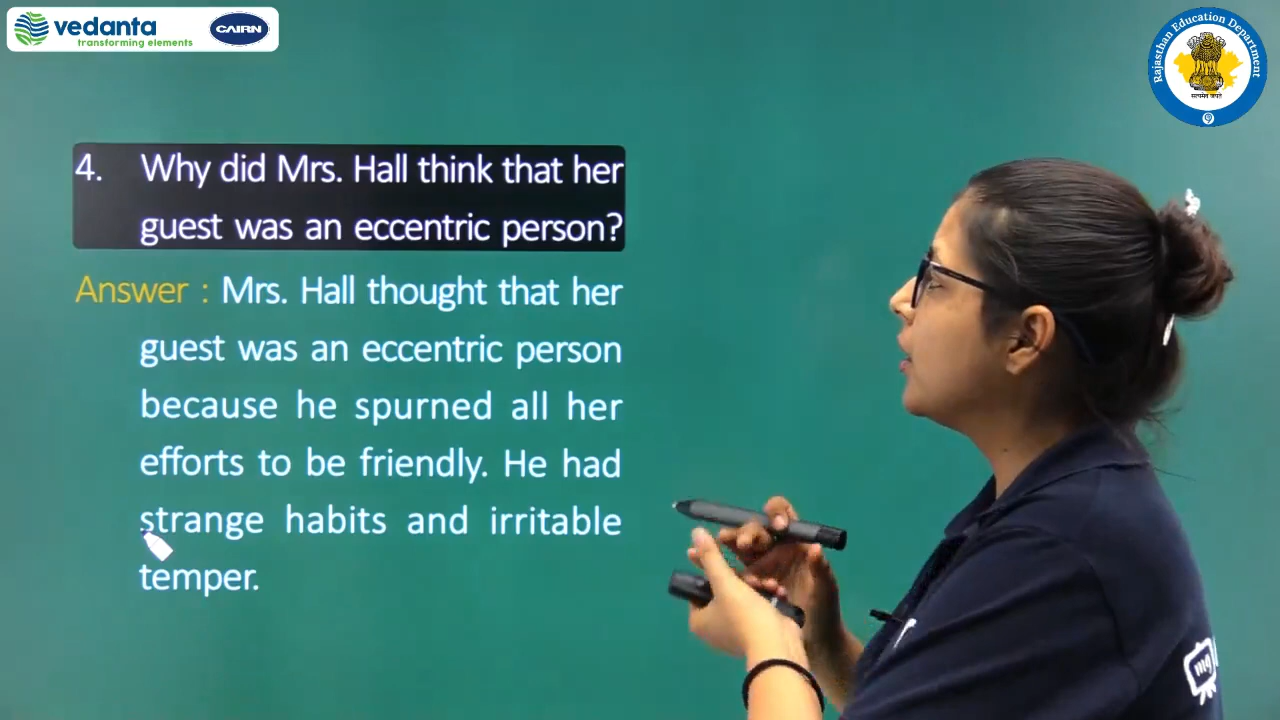 vedanta
transforming elements
CAIRN
Rajasthan Education Department
4. Why did Mrs. Hall think that her
guest was an eccentric person?
Answer : Mrs. Hall thought that her
guest was an eccentric person
because he spurned all her
efforts to be friendly. He had
strange habits and irritable
temper.
mg